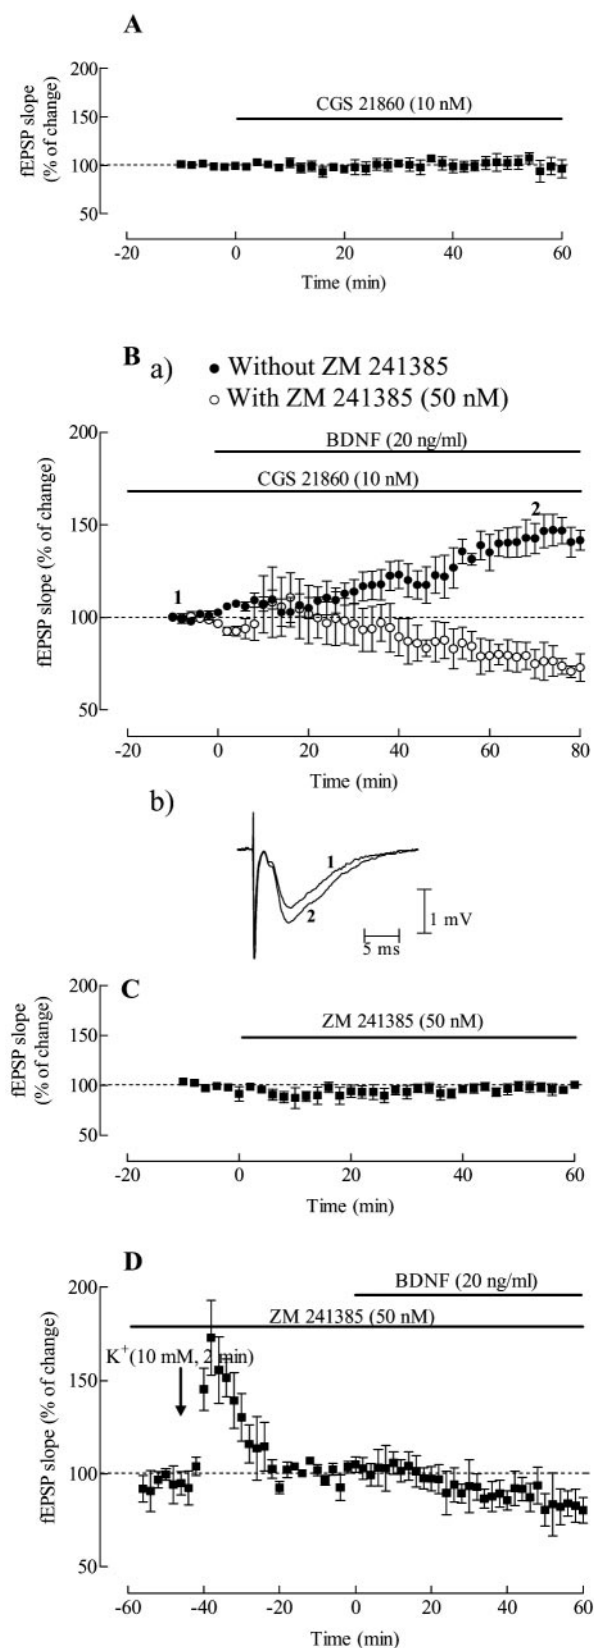 A
fEPSP slope
(% of change)
200
150
100
50
CGS 21860 (10 nM)
-20 0 20 40 60
Time (min)
B a)
● Without ZM 241385
○ With ZM 241385 (50 nM)
fEPSP slope (% of change)
200
150
100
50
BDNF (20 ng/ml)
CGS 21860 (10 nM)
1
2
-20 0 20 40 60 80
Time (min)
b)
1
2
1 mV
5 ms
C
fEPSP slope
(% of change)
200
150
100
50
ZM 241385 (50 nM)
-20 0 20 40 60
Time (min)
D
fEPSP slope (% of change)
200
150
100
50
BDNF (20 ng/ml)
ZM 241385 (50 nM)
K⁺(10 mM, 2 min)
-60 -40 -20 0 20 40 60
Time (min)